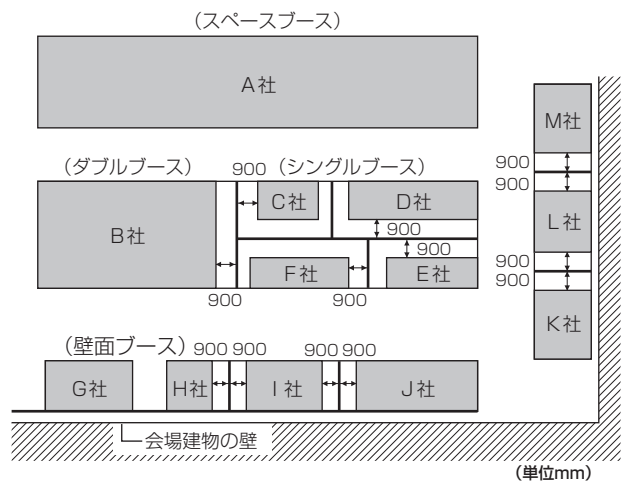 （スペースブース）
A社
（ダブルブース）
900
（シングルブース）
B社
C社
D社
900
900
F社
E社
900
900
（壁面ブース）
900
900
900
900
G社
H社
I社
J社
会場建物の壁
M社
900
900
L社
900
900
K社
（単位mm）